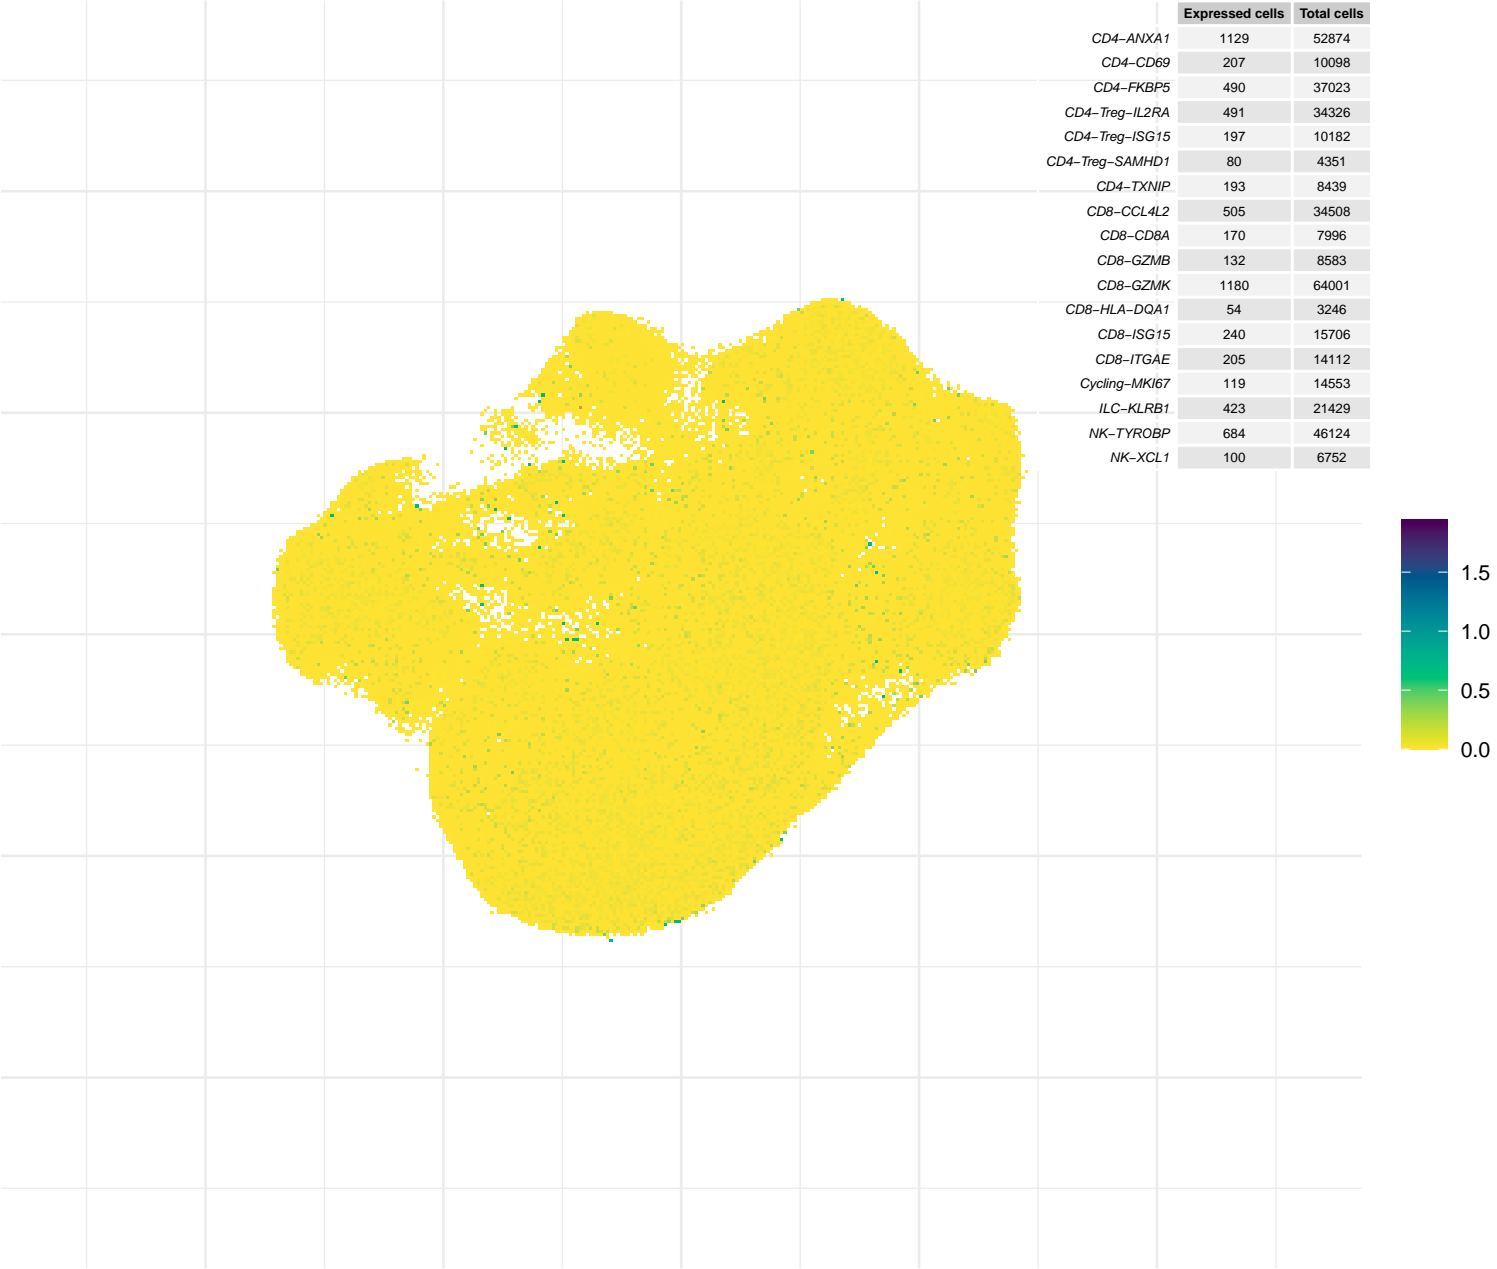 Expressed cells Total cells
CD4−ANXA1 1129 52874
CD4−CD69 207 10098
CD4−FKBP5 490 37023
CD4−Treg−IL2RA 491 34326
CD4−Treg−ISG15 197 10182
CD4−Treg−SAMHD1 80 4351
CD4−TXNIP 193 8439
CD8−CCL4L2 505 34508
CD8−CD8A 170 7996
CD8−GZMB 132 8583
CD8−GZMK 1180 64001
CD8−HLA−DQA1 54 3246
CD8−ISG15 240 15706
CD8−ITGAE 205 14112
Cycling−MKI67 119 14553
ILC−KLRB1 423 21429
NK−TYROBP 684 46124
NK−XCL1 100 6752
1.5
1.0
0.5
0.0